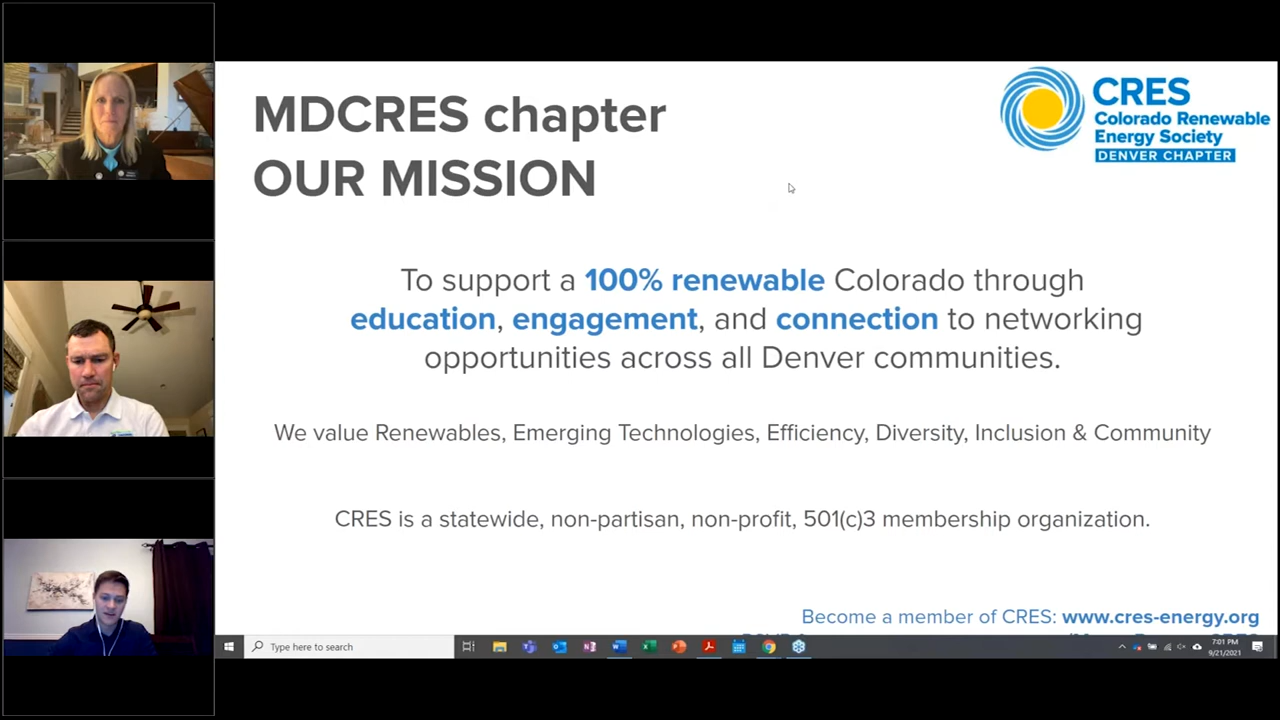 MDCRES chapter
OUR MISSION
CRES
Colorado Renewable
Energy Society
DENVER CHAPTER
To support a 100% renewable Colorado through
education, engagement, and connection to networking
opportunities across all Denver communities.
We value Renewables, Emerging Technologies, Efficiency, Diversity, Inclusion & Community
CRES is a statewide, non-partisan, non-profit, 501(c)3 membership organization.
Become a member of CRES: www.cres-energy.org
Type here to search
7:01 PM
9/21/2021